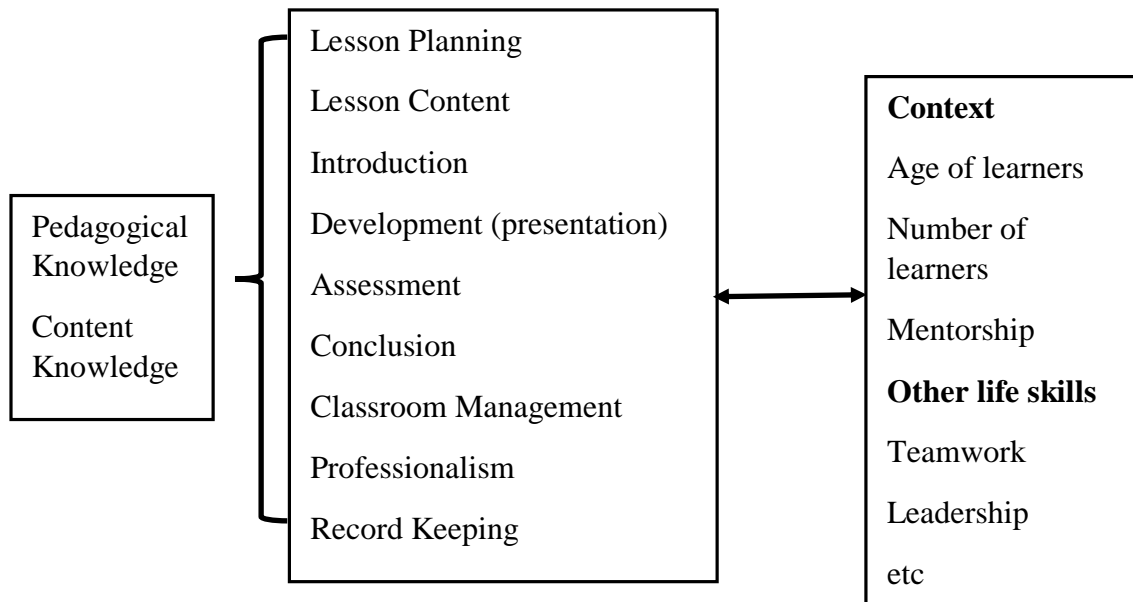 Pedagogical
Knowledge
Content
Knowledge
Lesson Planning
Lesson Content
Introduction
Development (presentation)
Assessment
Conclusion
Classroom Management
Professionalism
Record Keeping
Context
Age of learners
Number of
learners
Mentorship
Other life skills
Teamwork
Leadership
etc